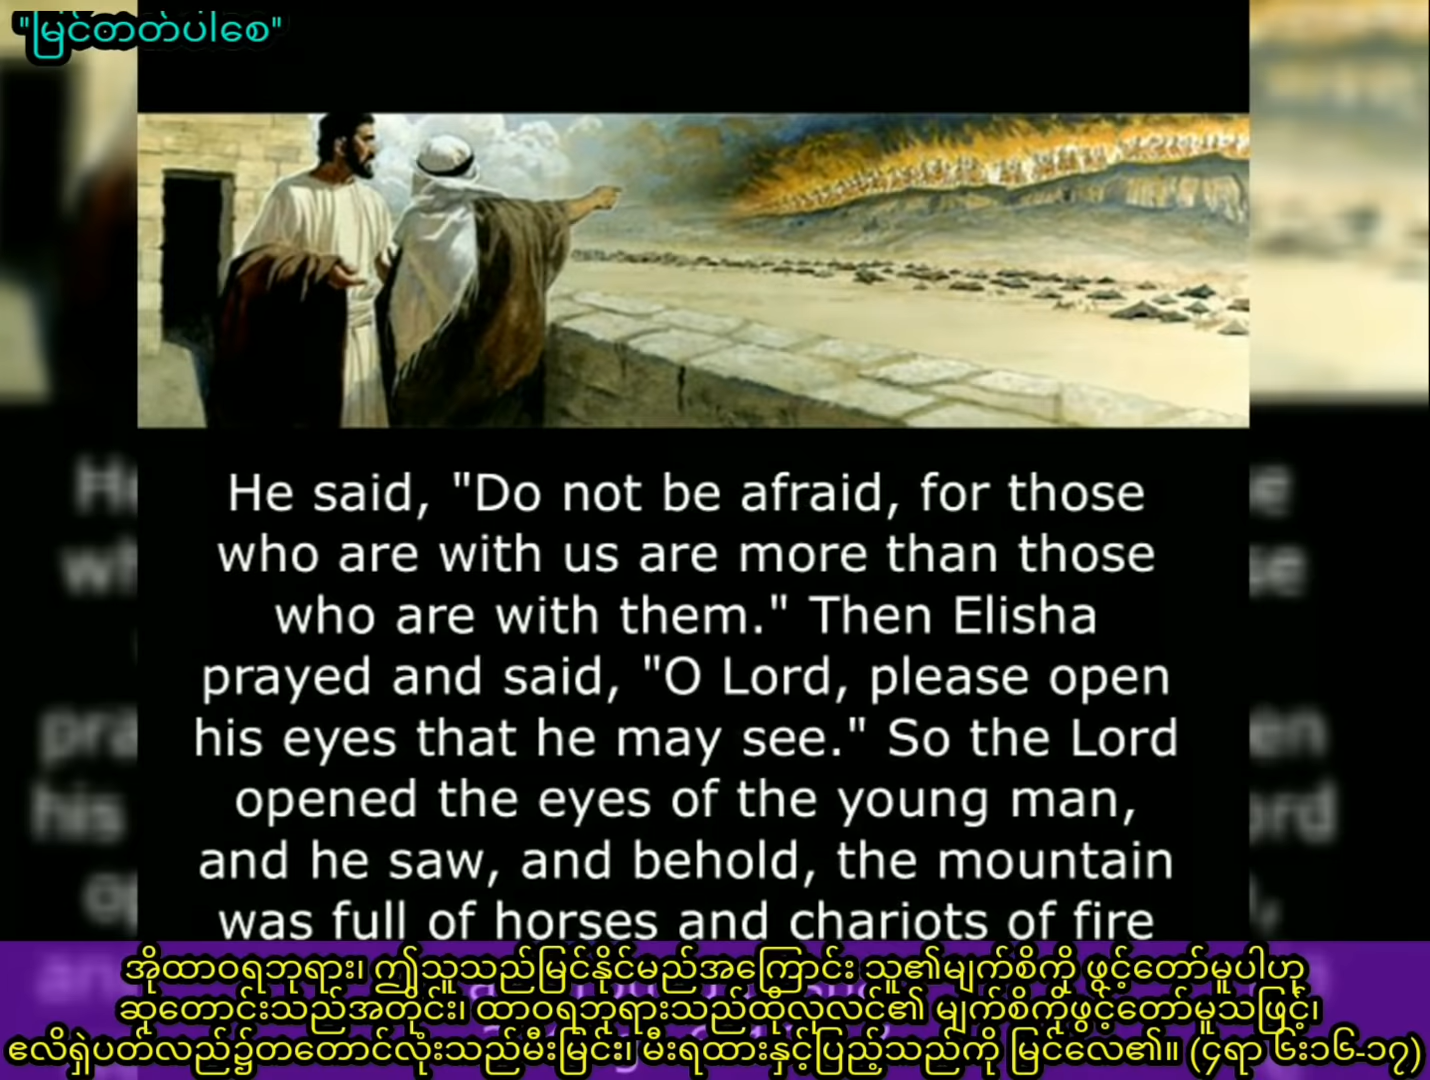 "မြင်တတ်ပါစေ"
He said, "Do not be afraid, for those
who are with us are more than those
who are with them." Then Elisha
prayed and said, "O Lord, please open
his eyes that he may see." So the Lord
opened the eyes of the young man,
and he saw, and behold, the mountain
was full of horses and chariots of fire
အိုထာဝရဘုရား၊ ဤသူသည်မြင်နိုင်မည်အကြောင်း သူ၏မျက်စိကို ဖွင့်တော်မူပါဟု
ဆုတောင်းသည်အတိုင်း၊ ထာဝရဘုရားသည်ထိုလုလင်၏ မျက်စိကိုဖွင့်တော်မူသဖြင့်၊
ဧလိရှဲပတ်လည်၌တတောင်လုံးသည်မီးမြင်း၊ မီးရထားနှင့်ပြည့်သည်ကို မြင်လေ၏။ (၄ရာ ၆း၁၆-၁၇)